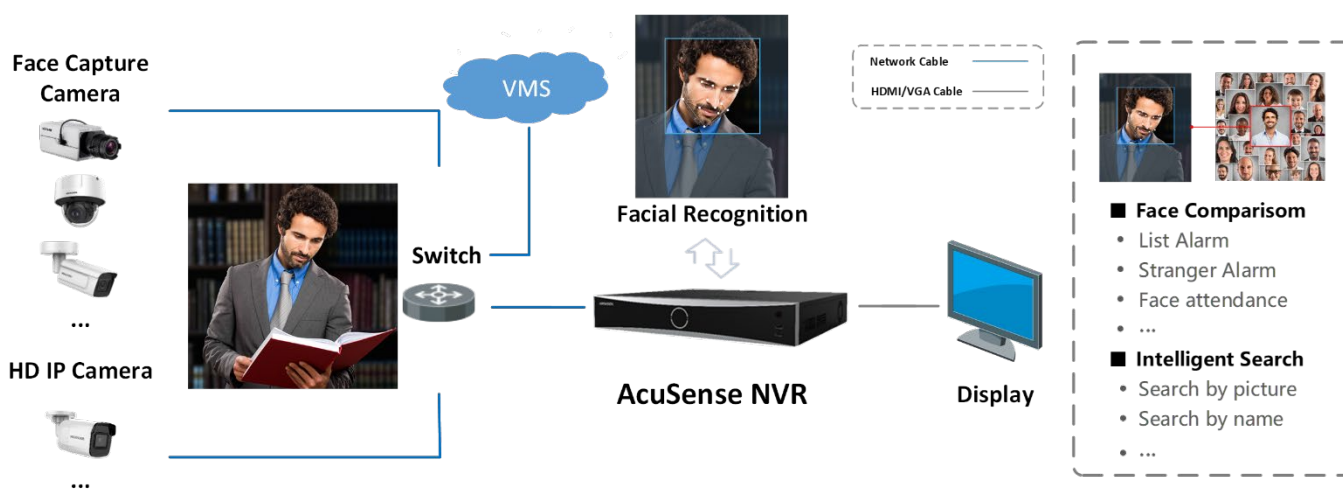 Face Capture
Camera
...
HD IP Camera
...
VMS
Switch
Facial Recognition
AcuSense NVR
Display
Network Cable
HDMI/VGA Cable
■ Face Comparisom
• List Alarm
• Stranger Alarm
• Face attendance
• ...
■ Intelligent Search
• Search by picture
• Search by name
• ...